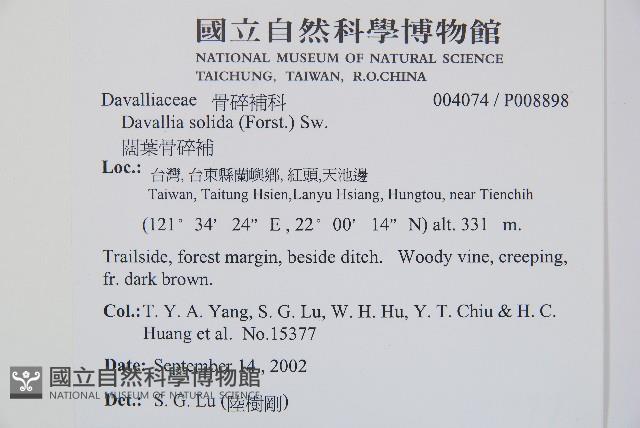 國立自然科學博物館
NATIONAL MUSEUM OF NATURAL SCIENCE
TAICHUNG, TAIWAN, R.O.CHINA
Davalliaceae 骨碎補科 004074 / P008898
Davallia solida (Forst.) Sw.
闊葉骨碎補
Loc.: 台灣, 台東縣蘭嶼鄉, 紅頭,天池邊
Taiwan, Taitung Hsien,Lanyu Hsiang, Hungtou, near Tienchih
(121° 34’ 24” E , 22° 00’ 14” N) alt. 331 m.
Trailside, forest margin, beside ditch. Woody vine, creeping,
fr. dark brown.
Col.: T. Y. A. Yang, S. G. Lu, W. H. Hu, Y. T. Chiu & H. C.
Huang et al. No.15377
Date: September 14 , 2002
國立自然科學博物館
NATIONAL MUSEUM OF NATURAL SCIENCE
Det.: S. G. Lu (陸樹剛)